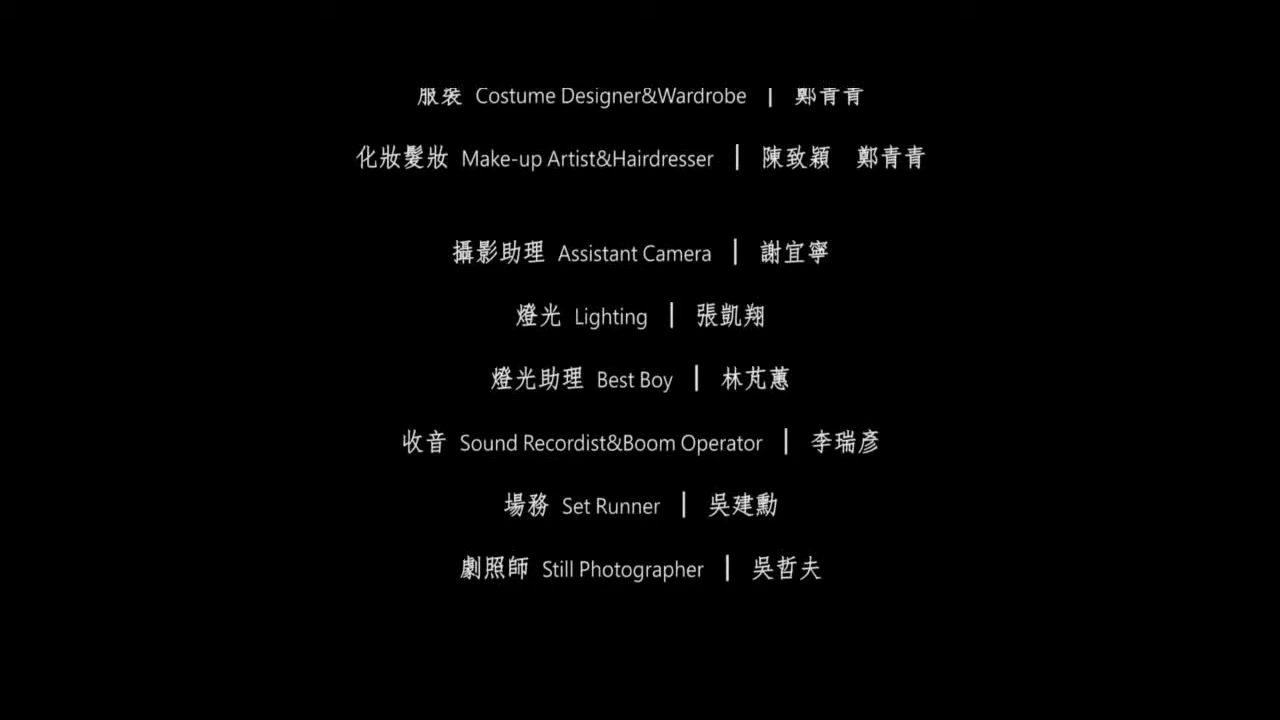 服裝 Costume Designer&Wardrobe | 鄭青青
化妝髮妝 Make-up Artist&Hairdresser | 陳致穎 鄭青青
攝影助理 Assistant Camera | 謝宜寧
燈光 Lighting | 張凱翔
燈光助理 Best Boy | 林芃蕙
收音 Sound Recordist&Boom Operator | 李瑞彥
場務 Set Runner | 吳建勳
劇照師 Still Photographer | 吳哲夫